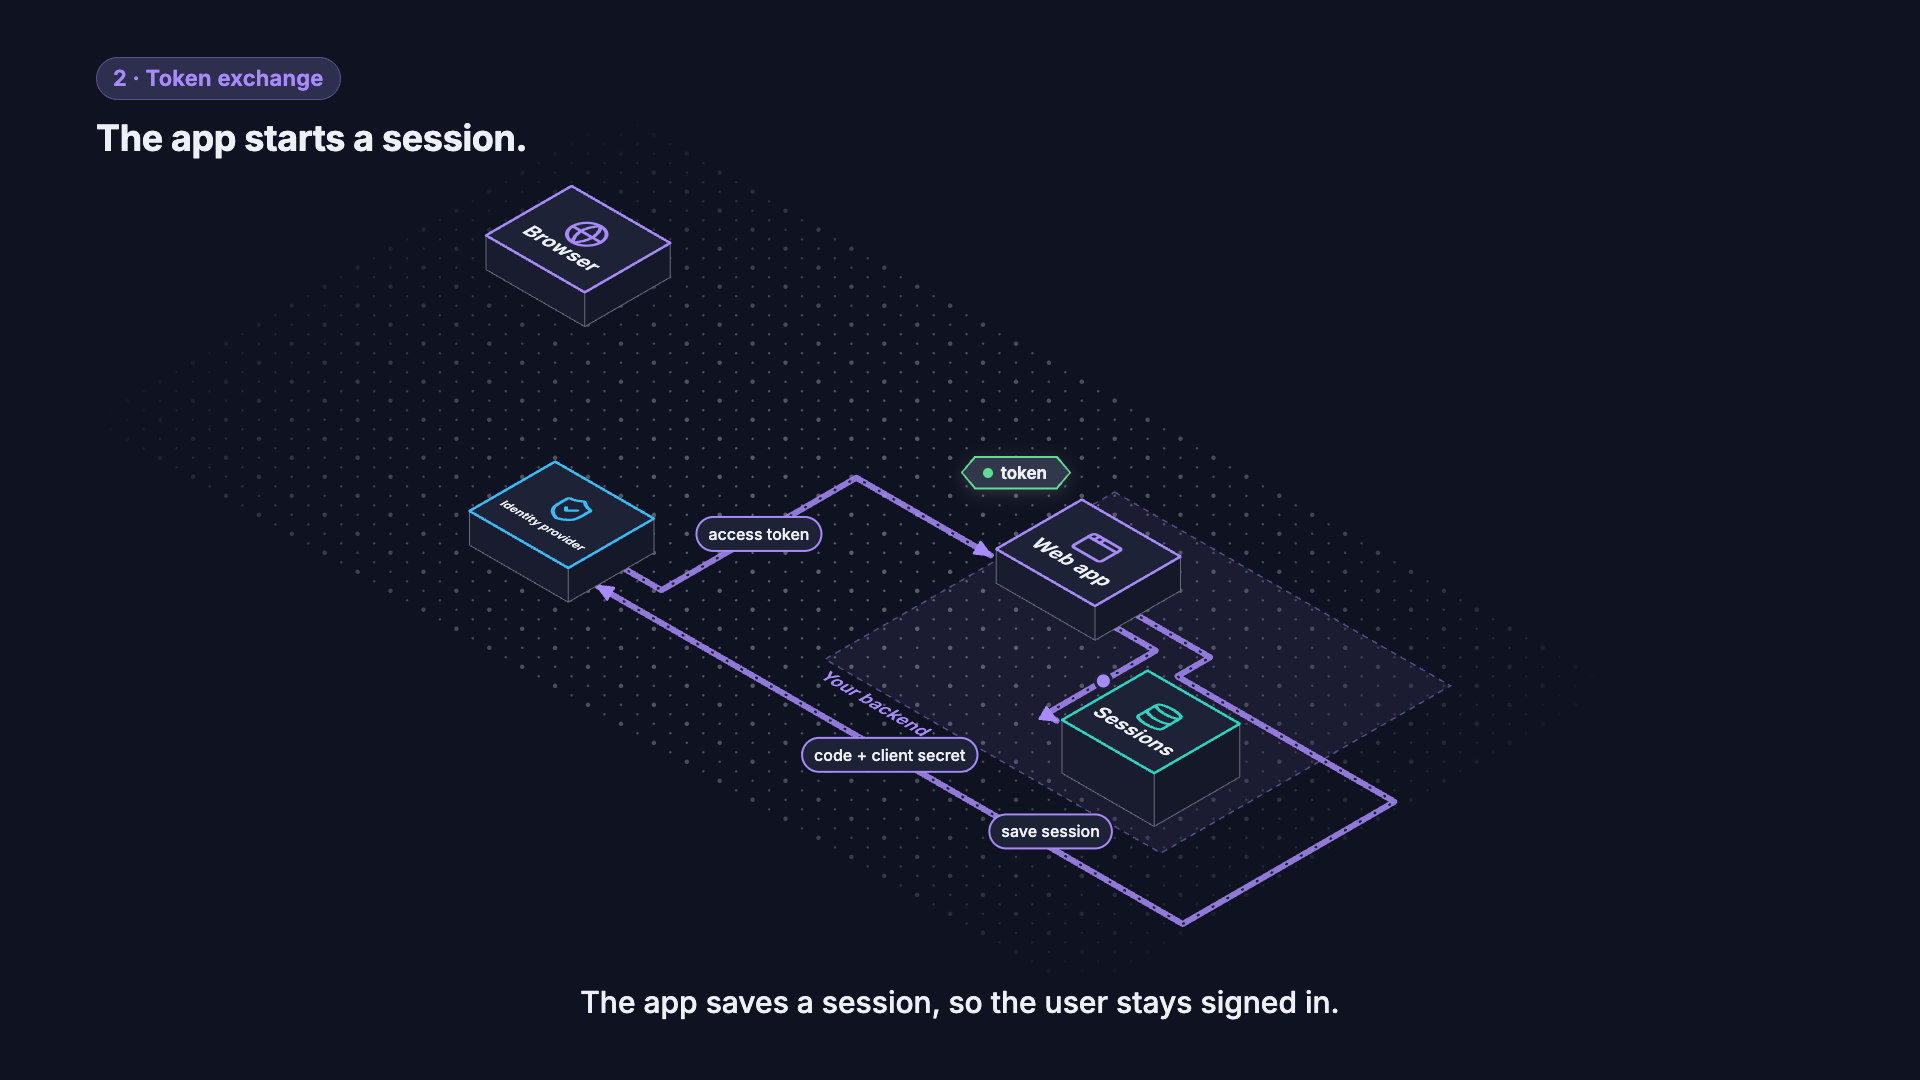 2 · Token exchange
The app starts a session.
Browser
Identity provider
access token
token
Web app
Your backend
Sessions
code + client secret
save session
The app saves a session, so the user stays signed in.